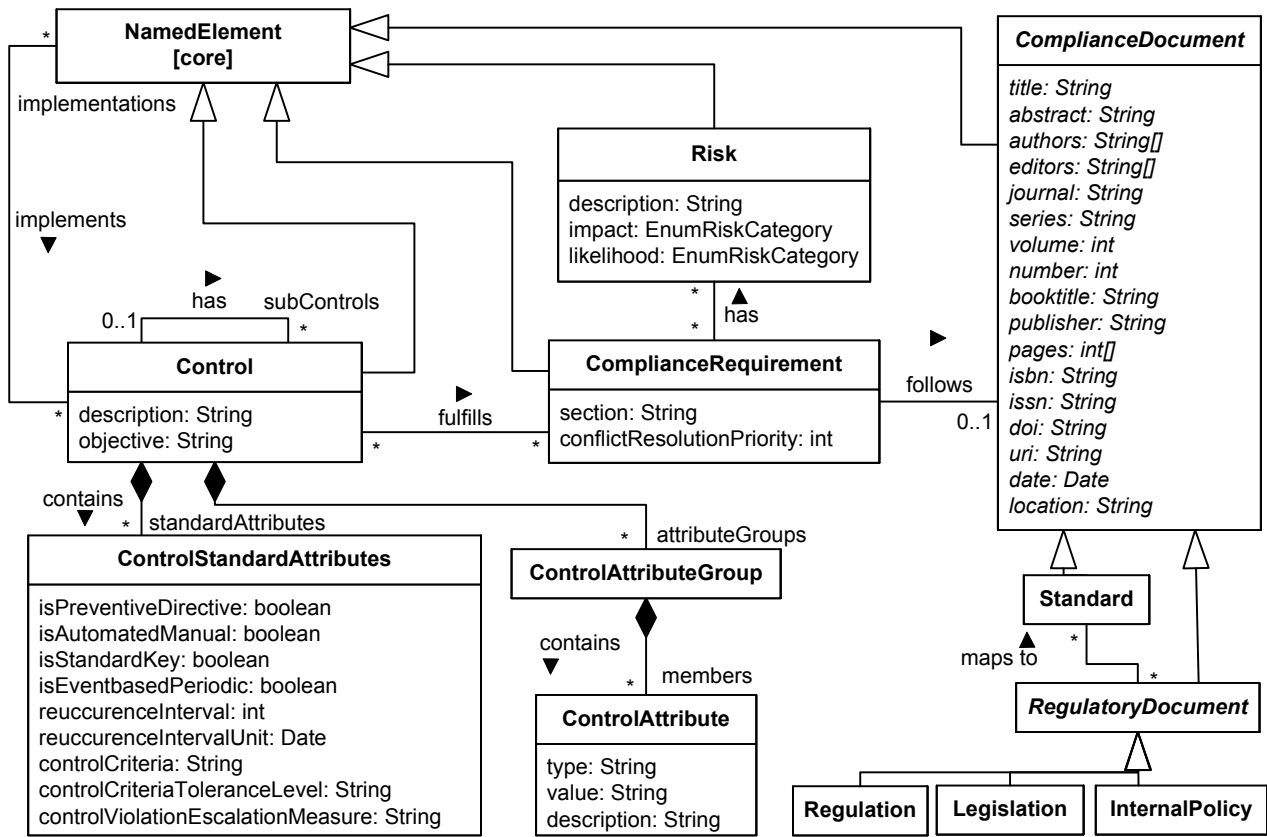 NamedElement
[core]
*
implementations
implements
has
subControls
0..1
*
Control
description: String
objective: String
*
fulfills
*
*
Risk
description: String
impact: EnumRiskCategory
likelihood: EnumRiskCategory
*
has
*
ComplianceRequirement
section: String
conflictResolutionPriority: int
follows
0..1
ComplianceDocument
title: String
abstract: String
authors: String[]
editors: String[]
journal: String
series: String
volume: int
number: int
booktitle: String
publisher: String
pages: int[]
isbn: String
issn: String
doi: String
uri: String
date: Date
location: String
contains
*
standardAttributes
ControlStandardAttributes
isPreventiveDirective: boolean
isAutomatedManual: boolean
isStandardKey: boolean
isEventbasedPeriodic: boolean
reuccurenceInterval: int
reuccurenceIntervalUnit: Date
controlCriteria: String
controlCriteriaToleranceLevel: String
controlViolationEscalationMeasure: String
*
attributeGroups
ControlAttributeGroup
contains
*
members
ControlAttribute
type: String
value: String
description: String
Standard
*
maps to
*
RegulatoryDocument
Regulation
Legislation
InternalPolicy